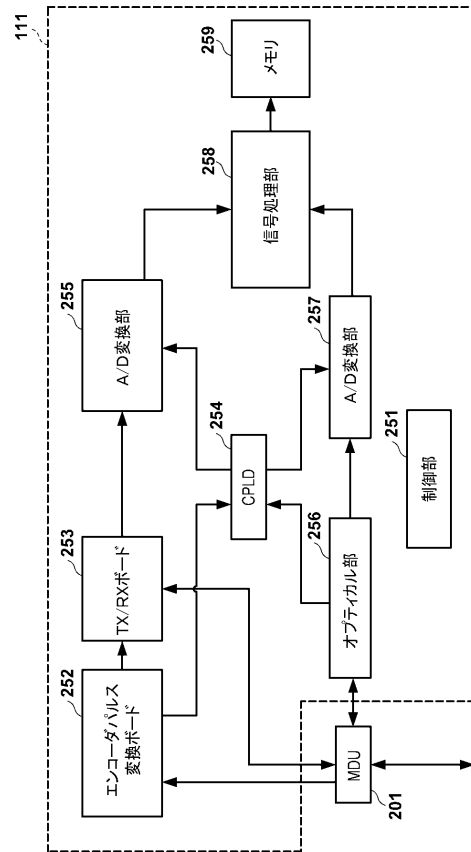 111
252
エンコーダパルス
変換ボード
253
TX/RXボード
255
A/D変換部
258
信号処理部
259
メモリ
254
CPLD
256
オプティカル部
257
A/D変換部
251
制御部
MDU
201